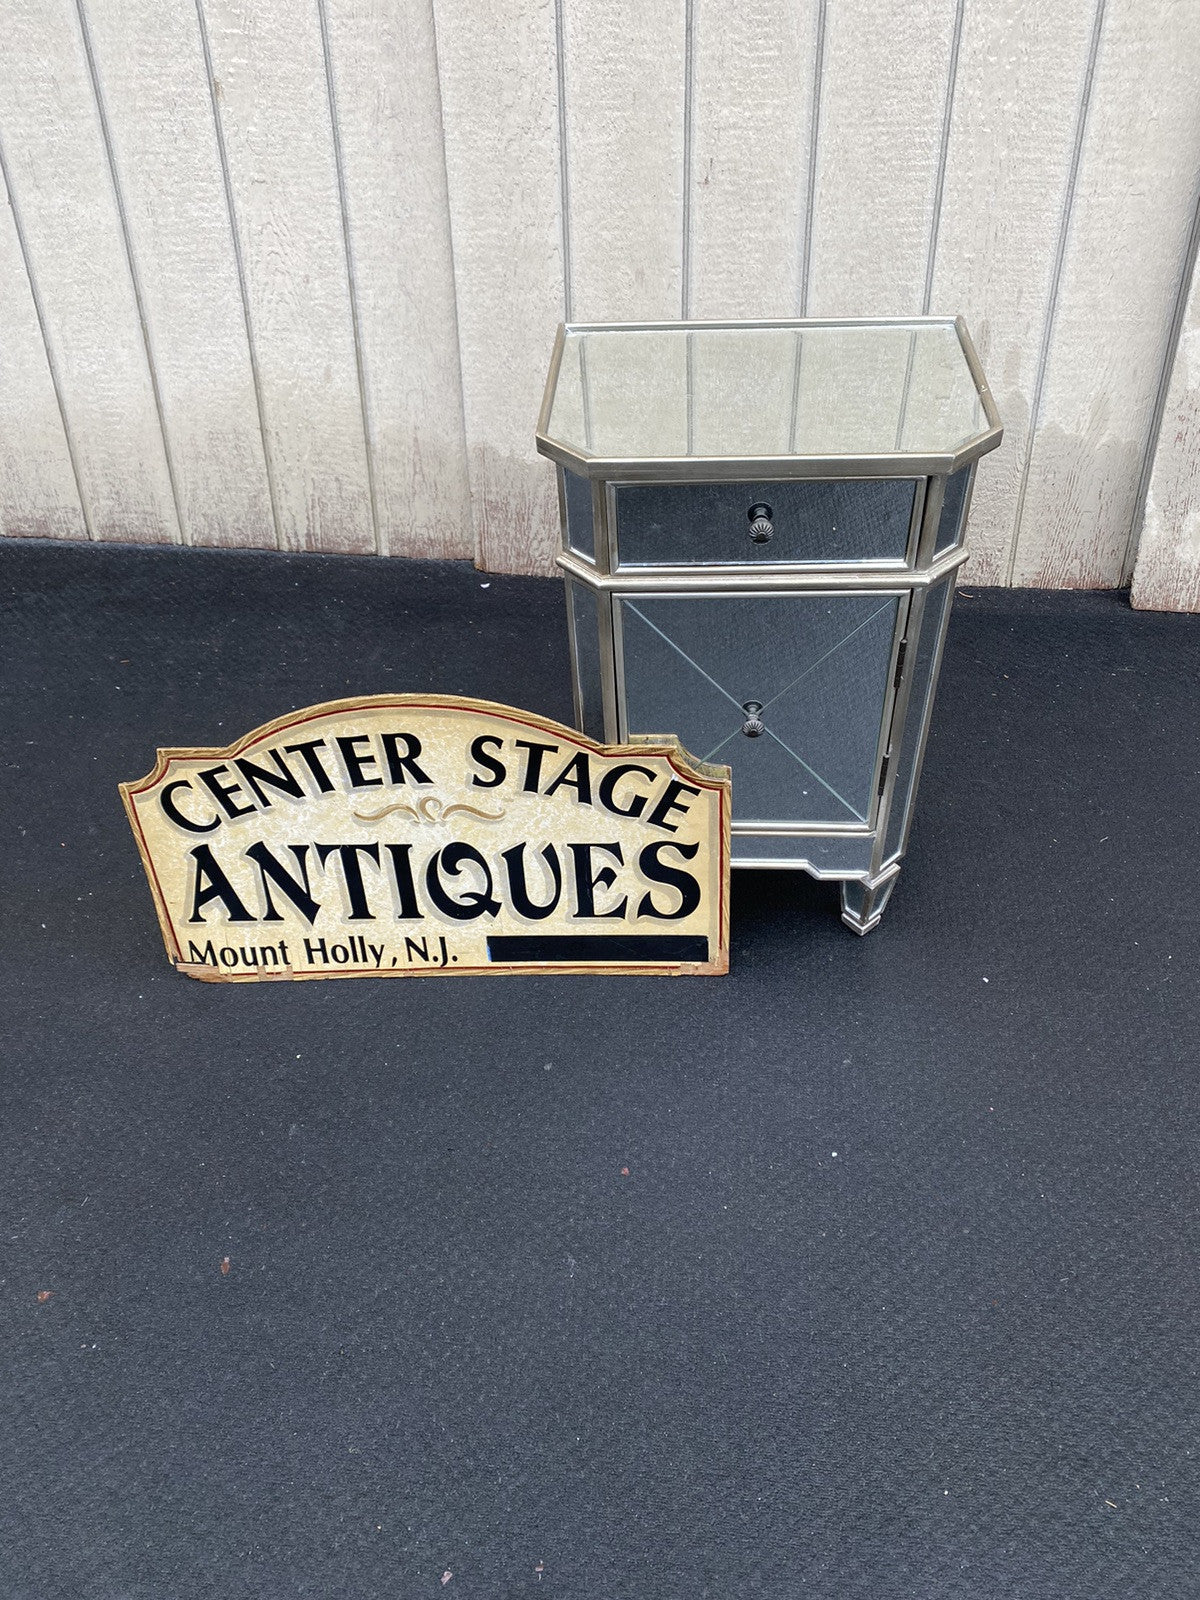 CENTER STAGE
ANTIQUES
Mount Holly, N.J.